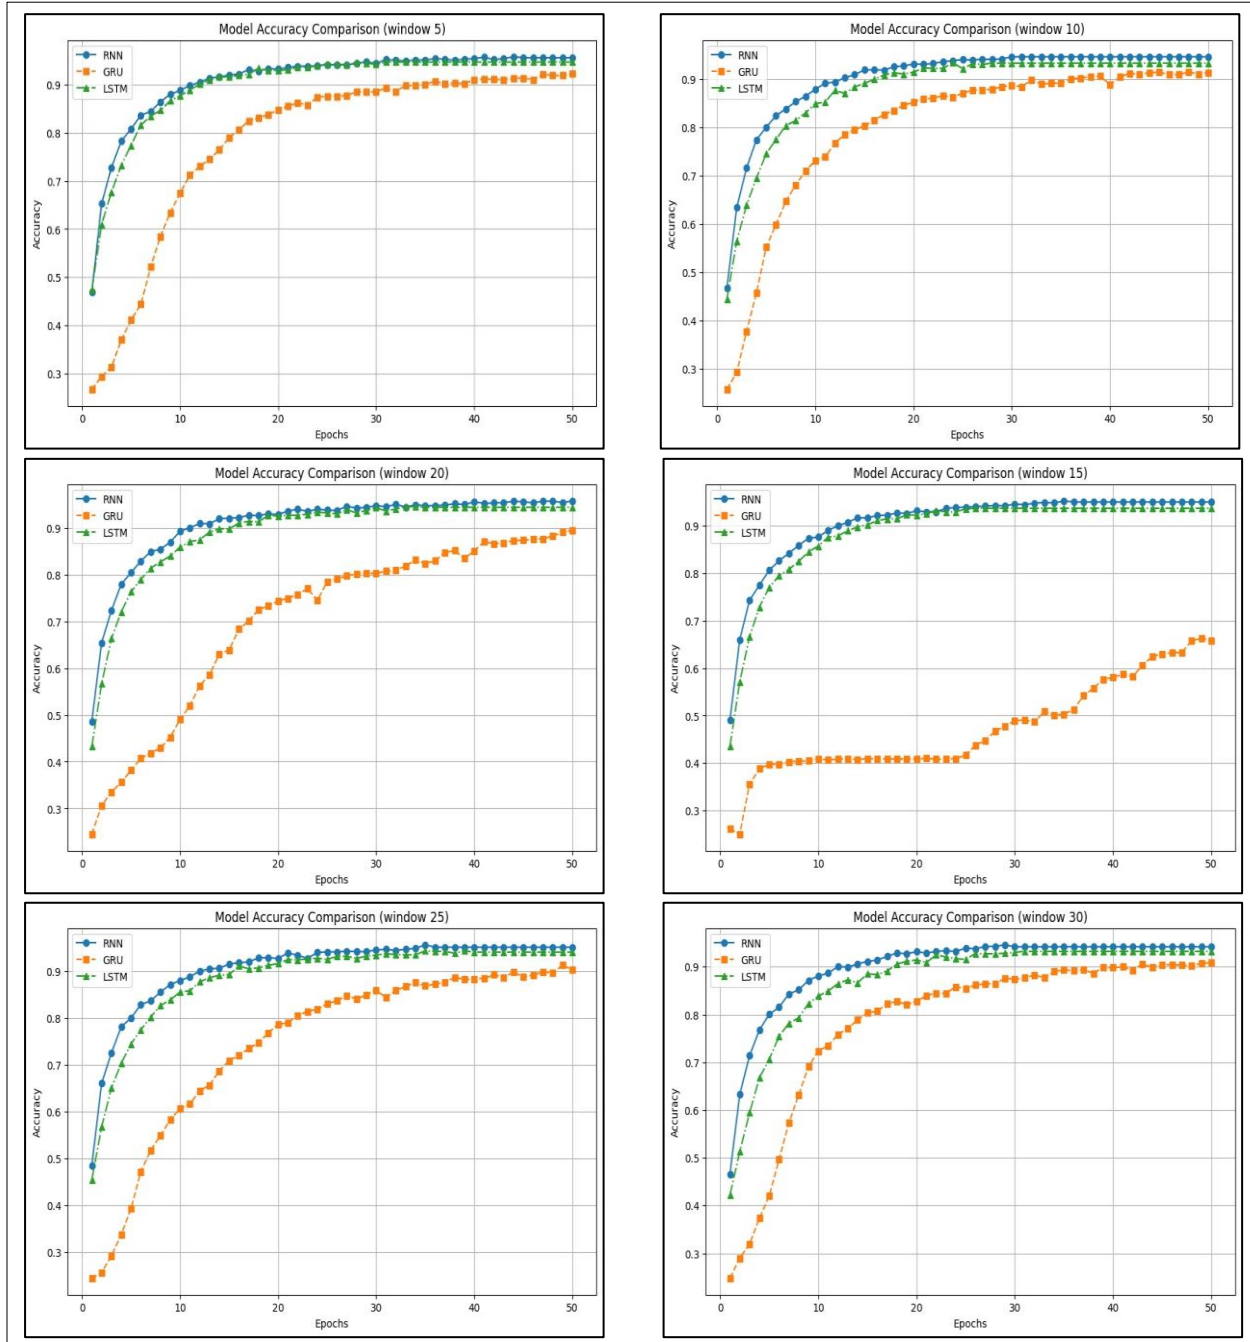 Model Accuracy Comparison (window 5)
RNN
GRU
LSTM
0.9
0.8
0.7
0.6
0.5
0.4
0.3
Accuracy
0 10 20 30 40 50
Epochs
Model Accuracy Comparison (window 10)
RNN
GRU
LSTM
0.9
0.8
0.7
0.6
0.5
0.4
0.3
Accuracy
0 10 20 30 40 50
Epochs
Model Accuracy Comparison (window 20)
RNN
GRU
LSTM
0.9
0.8
0.7
0.6
0.5
0.4
0.3
Accuracy
0 10 20 30 40 50
Epochs
Model Accuracy Comparison (window 15)
RNN
GRU
LSTM
0.9
0.8
0.7
0.6
0.5
0.4
0.3
Accuracy
0 10 20 30 40 50
Epochs
Model Accuracy Comparison (window 25)
RNN
GRU
LSTM
0.9
0.8
0.7
0.6
0.5
0.4
0.3
Accuracy
0 10 20 30 40 50
Epochs
Model Accuracy Comparison (window 30)
RNN
GRU
LSTM
0.9
0.8
0.7
0.6
0.5
0.4
0.3
Accuracy
0 10 20 30 40 50
Epochs